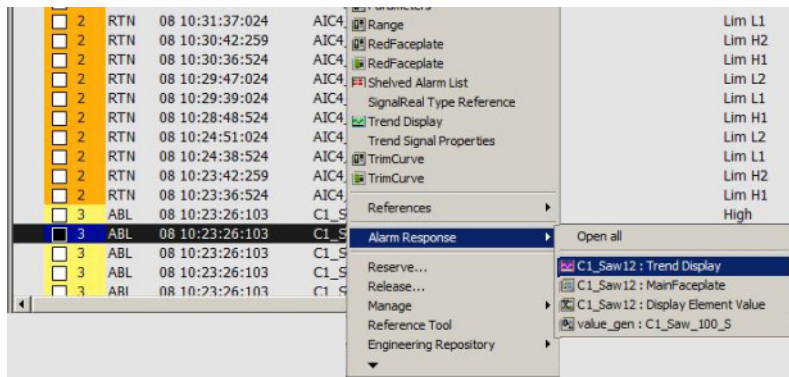 Parameters
2 RTN 08 10:31:37:024 AIC4_ Range Lim L1
2 RTN 08 10:30:42:259 AIC4_ RedFaceplate Lim H2
2 RTN 08 10:30:36:524 AIC4_ RedFaceplate Lim H1
2 RTN 08 10:29:47:024 AIC4_ Shelved Alarm List Lim L2
2 RTN 08 10:29:39:024 AIC4_ SignalReal Type Reference Lim L1
2 RTN 08 10:28:48:524 AIC4_ Trend Display Lim H1
2 RTN 08 10:24:51:024 AIC4_ Trend Signal Properties Lim L2
2 RTN 08 10:24:38:524 AIC4_ TrimCurve Lim L1
2 RTN 08 10:23:42:259 AIC4_ TrimCurve Lim H2
2 RTN 08 10:23:36:524 AIC4_ Lim H1
3 ABL 08 10:23:26:103 C1_S References High
3 ABL 08 10:23:26:103 C1_S Alarm Response Open all
3 ABL 08 10:23:26:103 C1_S
3 ABL 08 10:23:26:103 C1_S Reserve... C1_Saw12 : Trend Display
3 ABL 08 10:23:26:103 C1_S Release... C1_Saw12 : MainFaceplate
Manage C1_Saw12 : Display Element Value
Reference Tool value_gen : C1_Saw_100_S
Engineering Repository